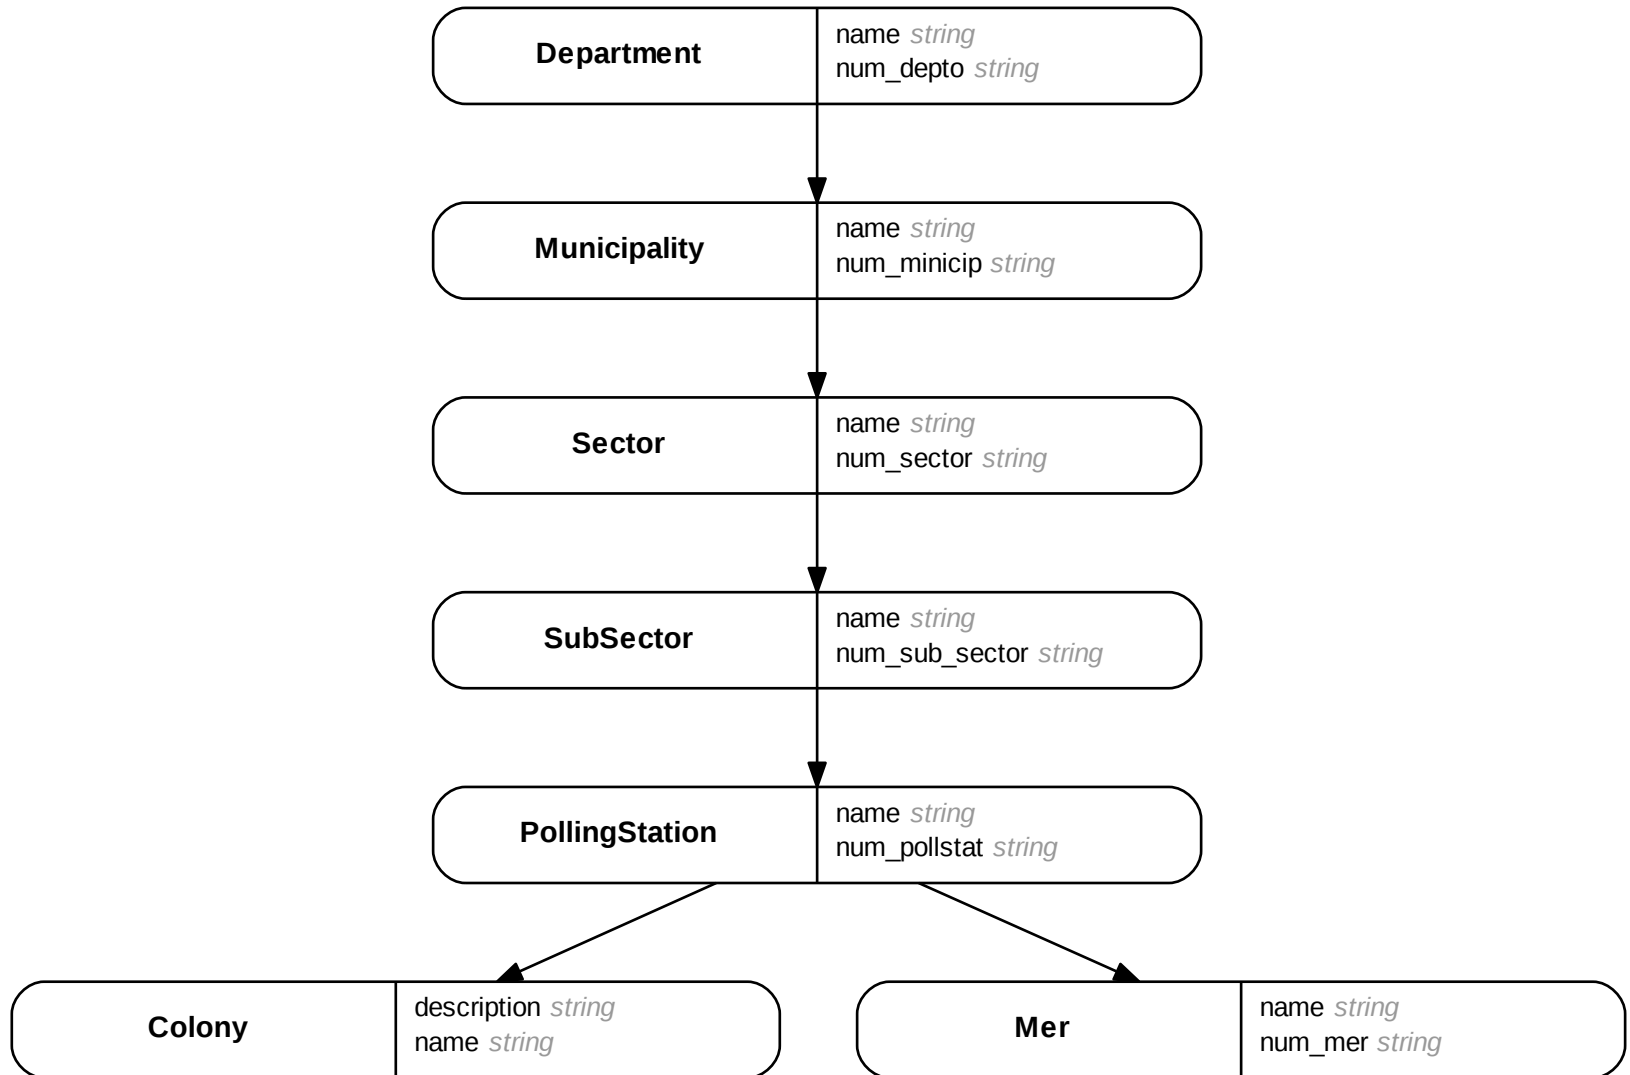 Department
name string
num_depto string
Municipality
name string
num_minicip string
Sector
name string
num_sector string
SubSector
name string
num_sub_sector string
PollingStation
name string
num_pollstat string
Colony
description string
name string
Mer
name string
num_mer string